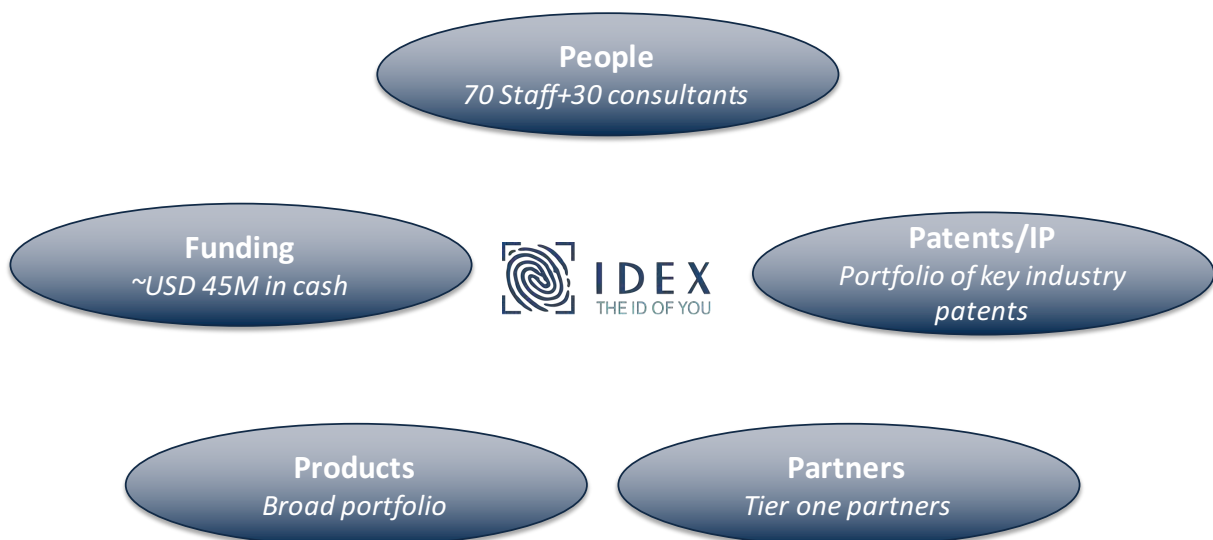 People
70 Staff+30 consultants
Funding
~USD 45M in cash
IDEX
THE ID OF YOU
Patents/IP
Portfolio of key industry
patents
Products
Broad portfolio
Partners
Tier one partners